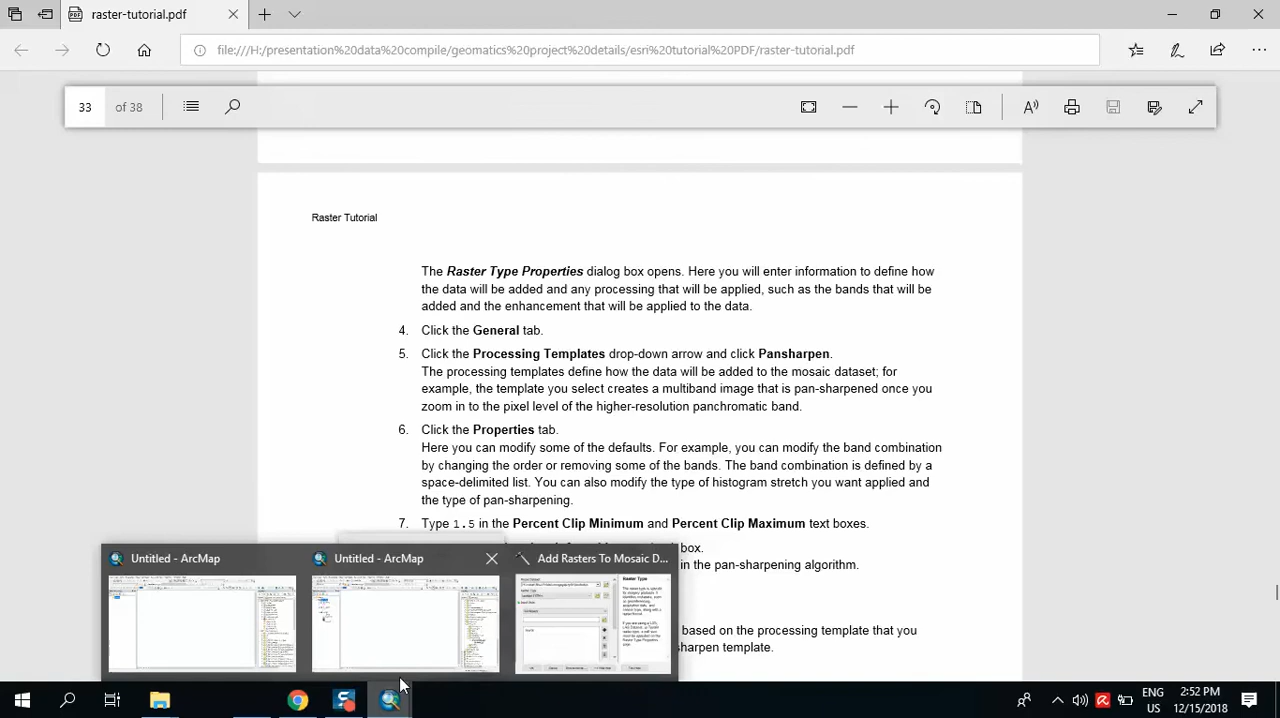 raster-tutorial.pdf
file:///H:/presentation%20data%20compile/geomatics%20project%20details/esri%20tutorial%20PDF/raster-tutorial.pdf
33 of 38
Raster Tutorial
The Raster Type Properties dialog box opens. Here you will enter information to define how
the data will be added and any processing that will be applied, such as the bands that will be
added and the enhancement that will be applied to the data.
4. Click the General tab.
5. Click the Processing Templates drop-down arrow and click Pansharpen.
The processing templates define how the data will be added to the mosaic dataset; for
example, the template you select creates a multiband image that is pan-sharpened once you
zoom in to the pixel level of the higher-resolution panchromatic band.
6. Click the Properties tab.
Here you can modify some of the defaults. For example, you can modify the band combination
by changing the order or removing some of the bands. The band combination is defined by a
space-delimited list. You can also modify the type of histogram stretch you want applied and
the type of pan-sharpening.
7. Type 1.5 in the Percent Clip Minimum and Percent Clip Maximum text boxes.
box.
in the pan-sharpening algorithm.
based on the processing template that you
template.
Untitled - ArcMap
Untitled - ArcMap
Add Rasters To Mosaic D...
Raster Type
ENG
US
2:52 PM
12/15/2018